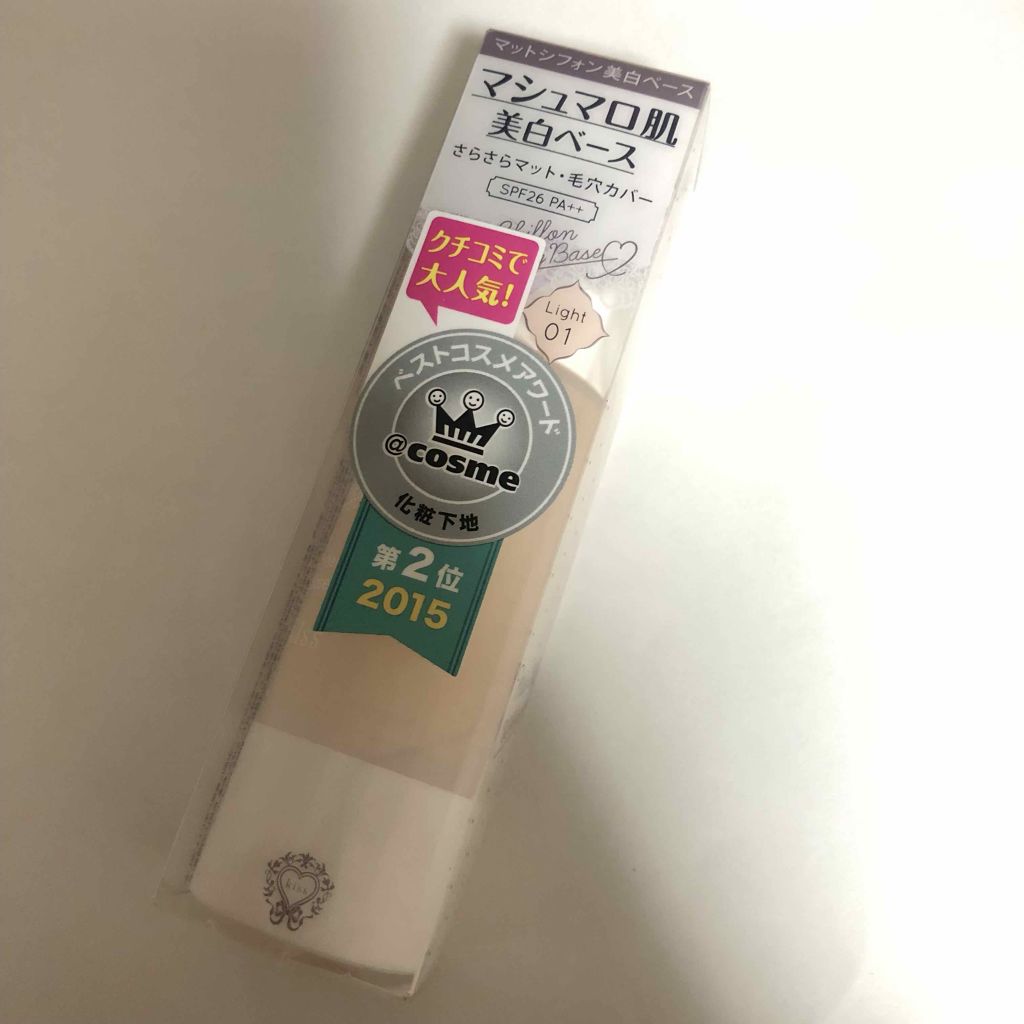 マットシフォン美白ベース
マシュマロ肌
美白ベース
さらさらマット・毛穴カバー
SPF26 PA++
Base
クチコミで
大人気!
Light
01
ベストコスメアワード
@cosme
化粧下地
第2位
2015
kiss